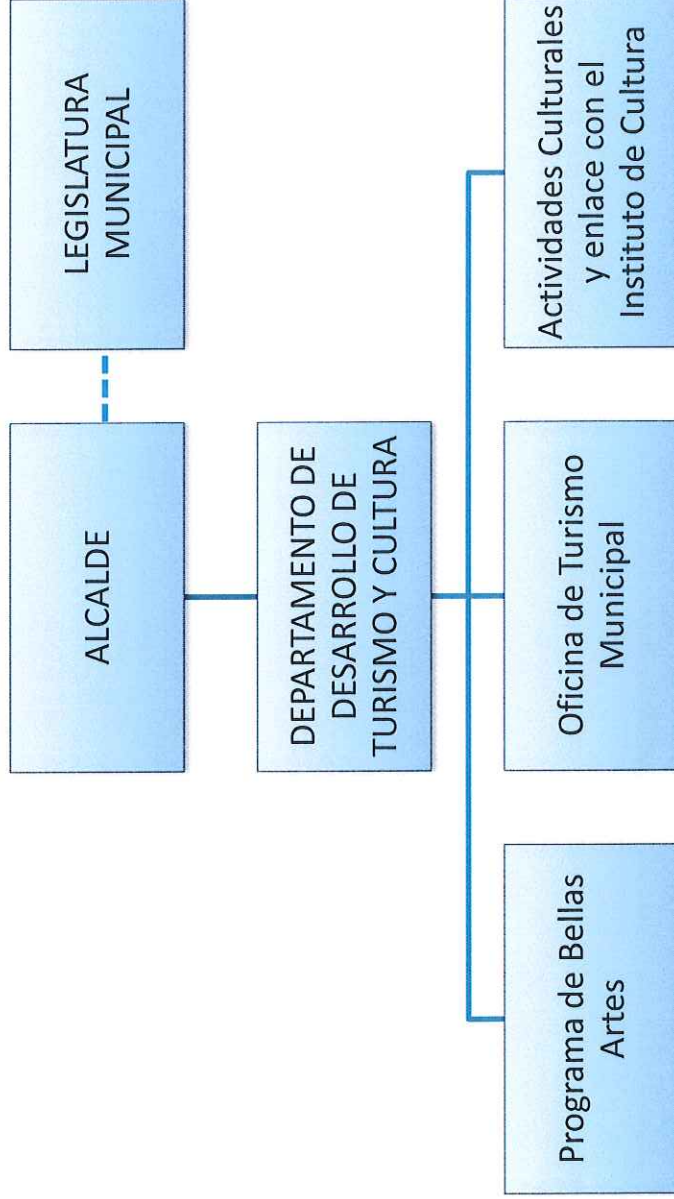 ALCALDE
LEGISLATURA
MUNICIPAL
DEPARTAMENTO DE
DESARROLLO DE
TURISMO Y CULTURA
Programa de Bellas
Artes
Oficina de Turismo
Municipal
Actividades Culturales
y enlace con el
Instituto de Cultura